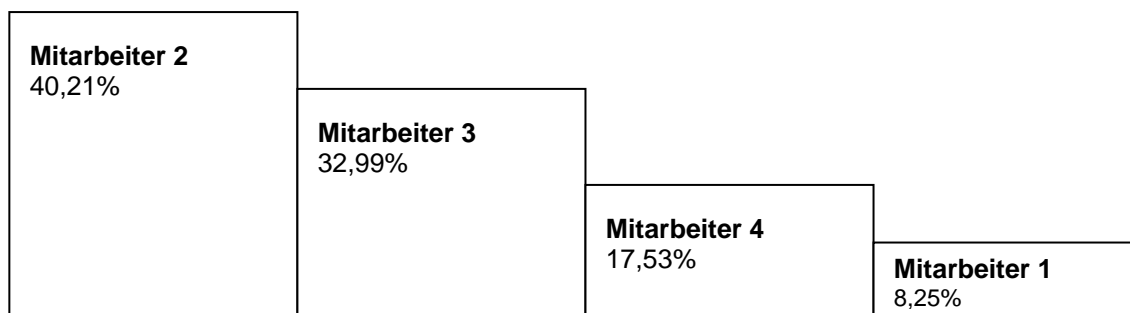 Mitarbeiter 2
40,21%
Mitarbeiter 3
32,99%
Mitarbeiter 4
17,53%
Mitarbeiter 1
8,25%